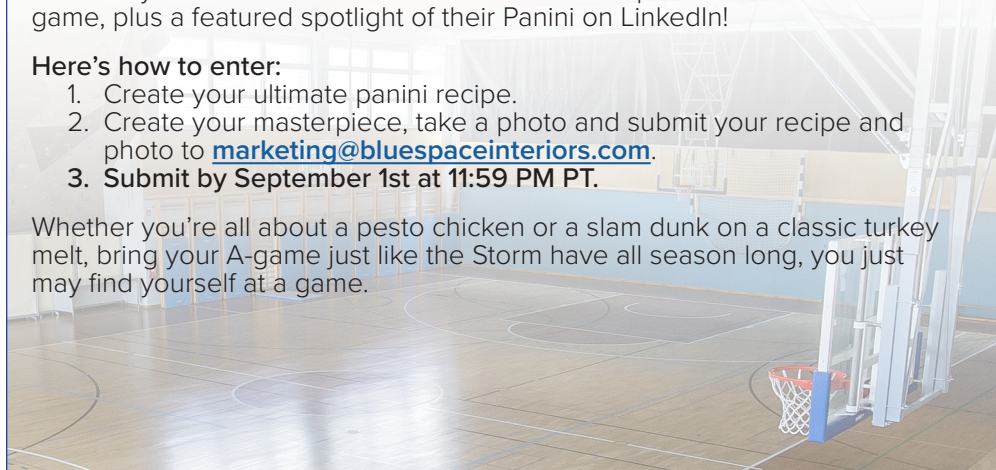 game, plus a featured spotlight of their Panini on LinkedIn!
Here's how to enter:
1. Create your ultimate panini recipe.
2. Create your masterpiece, take a photo and submit your recipe and
photo to marketing@bluespaceinteriors.com.
3. Submit by September 1st at 11:59 PM PT.
Whether you're all about a pesto chicken or a slam dunk on a classic turkey
melt, bring your A-game just like the Storm have all season long, you just
may find yourself at a game.